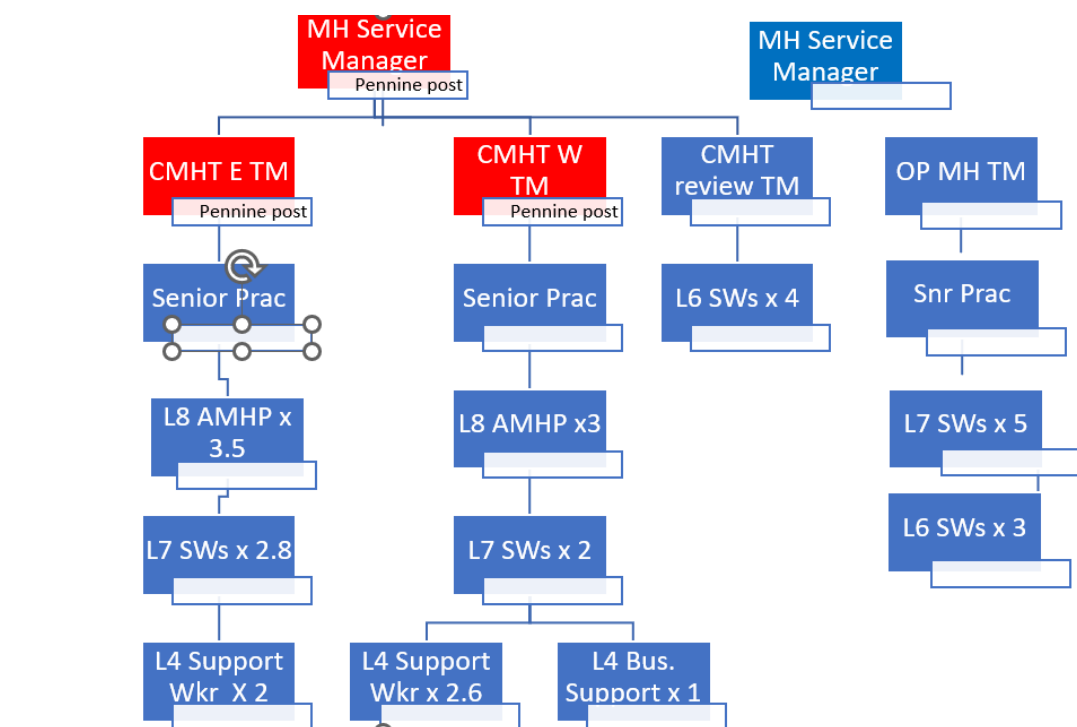 MH Service
Manager
Pennine post
MH Service
Manager
CMHT E TM
Pennine post
CMHT W
TM
Pennine post
CMHT
review TM
OP MH TM
Senior Prac
Senior Prac
L6 SWs x 4
Snr Prac
L8 AMHP x
3.5
L8 AMHP x3
L7 SWs x 5
L7 SWs x 2.8
L7 SWs x 2
L6 SWs x 3
L4 Support
Wkr X 2
L4 Support
Wkr x 2.6
L4 Bus.
Support x 1